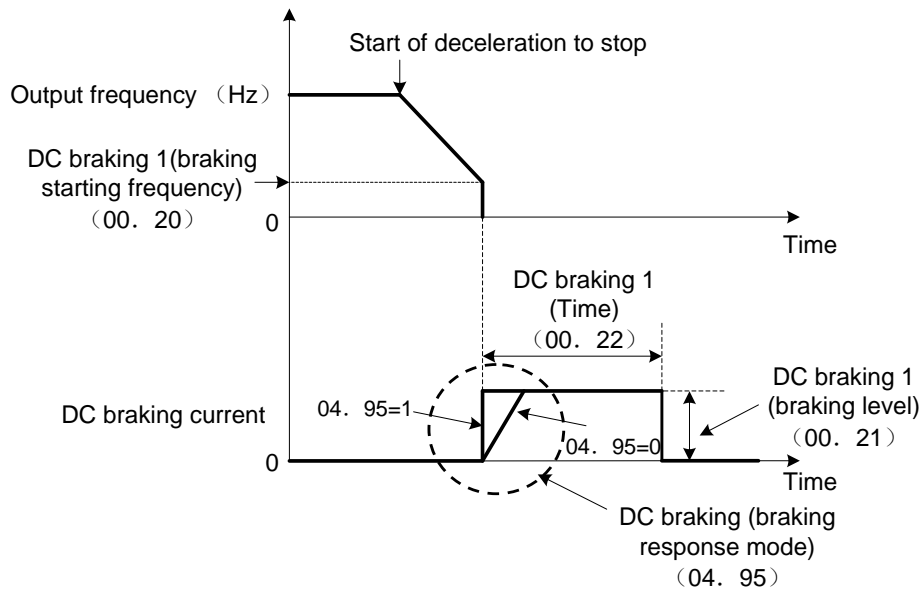 Start of deceleration to stop
Output frequency （Hz）
DC braking 1(braking
starting frequency)
（00．20）
0
Time
DC braking 1
(Time)
（00．22）
DC braking current
04．95=1
04．95=0
DC braking 1
(braking level)
（00．21）
0
Time
DC braking (braking
response mode)
（04．95）